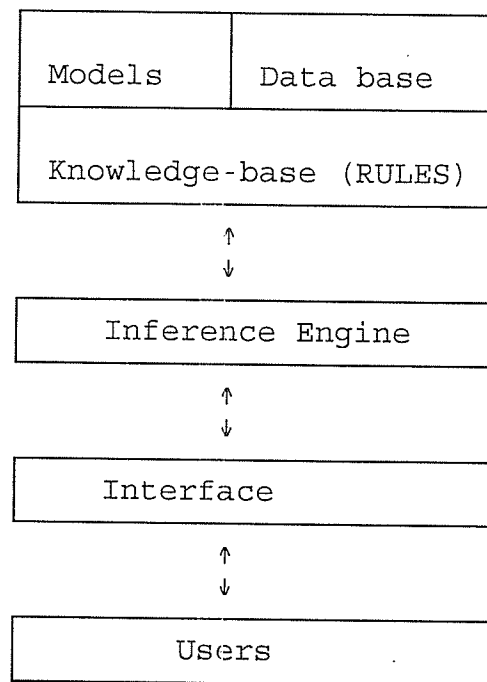 Models Data base
Knowledge-base (RULES)
↑
↓
Inference Engine
↑
↓
Interface
↑
↓
Users